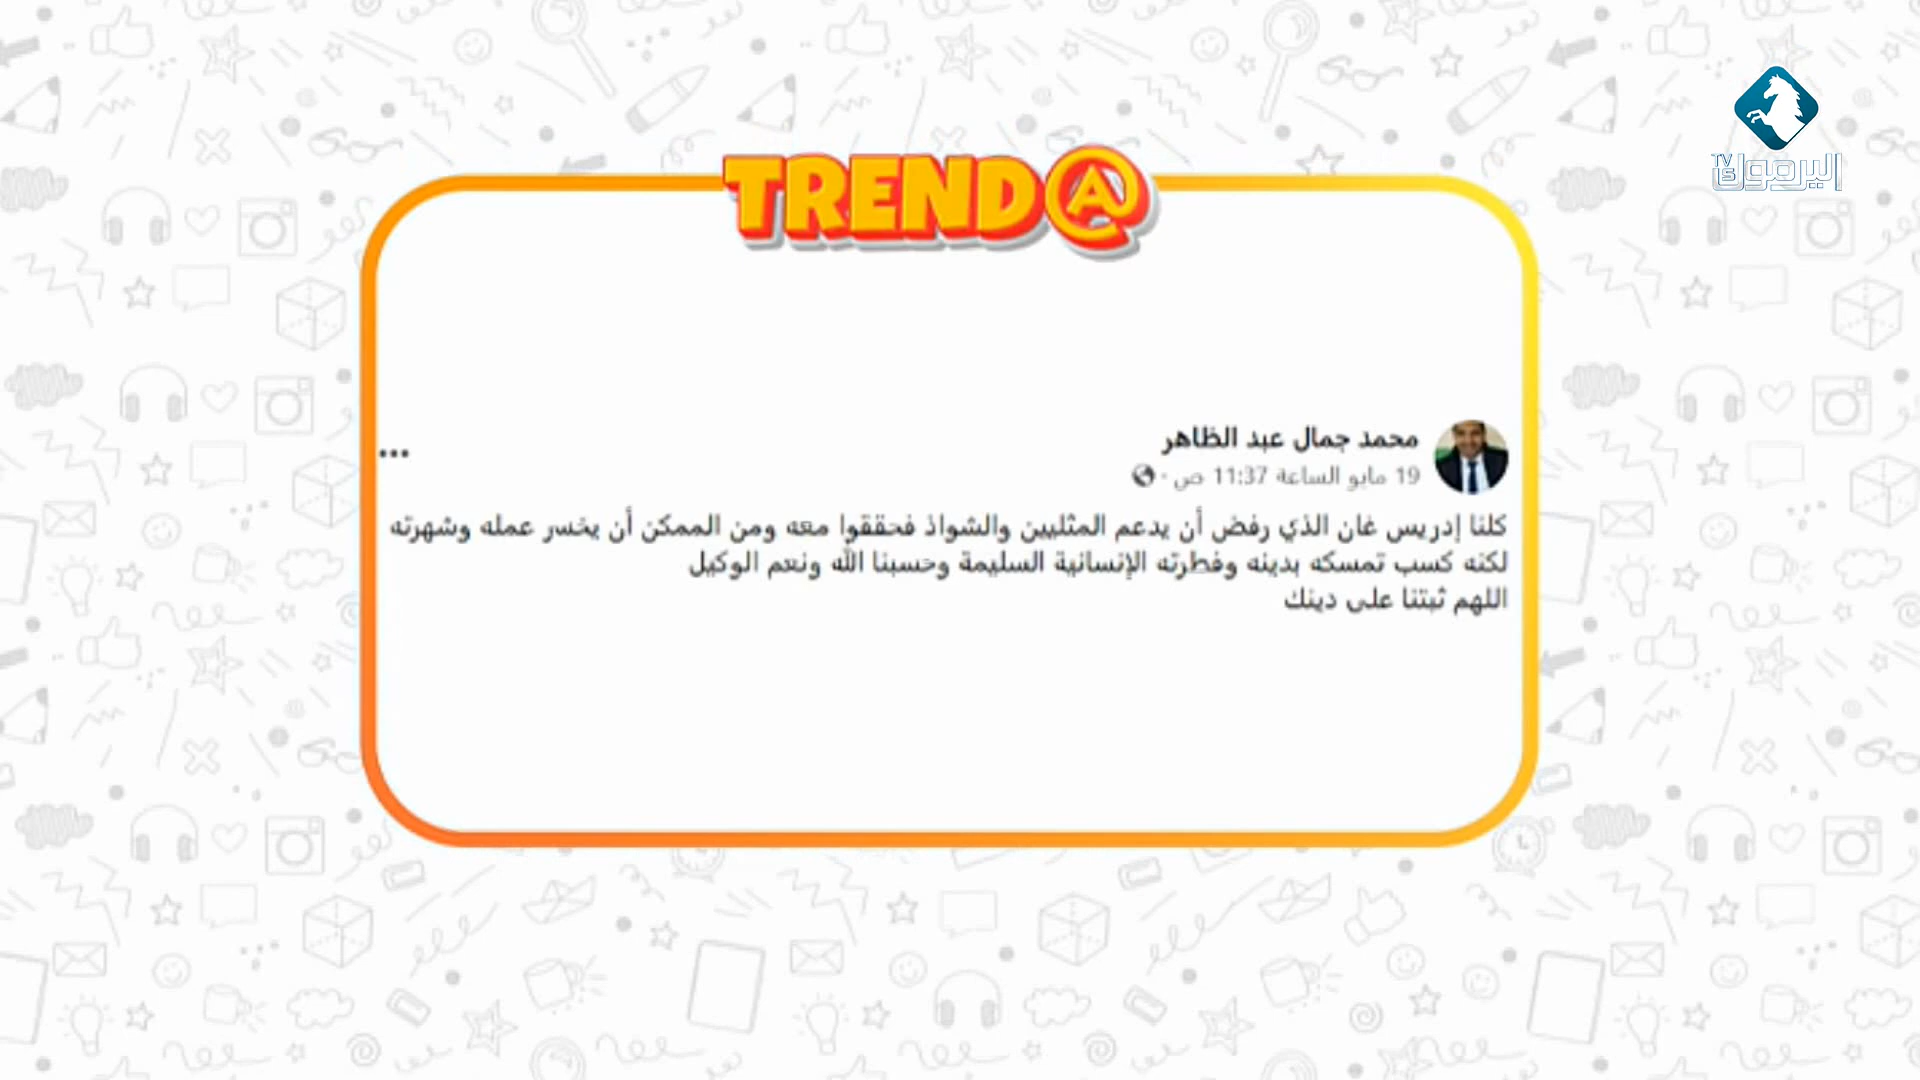 TREND@
اليرموك
TV
محمد جمال عبد الظاهر
19 مايو الساعة 11:37 ص ·
كلنا إدريس غان الذي رفض أن يدعم المثليين والشواذ فحققوا معه ومن الممكن أن يخسر عمله وشهرته
لكنه كسب تمسكه بدينه وفطرته الإنسانية السليمة وحسبنا الله ونعم الوكيل
اللهم ثبتنا على دينك